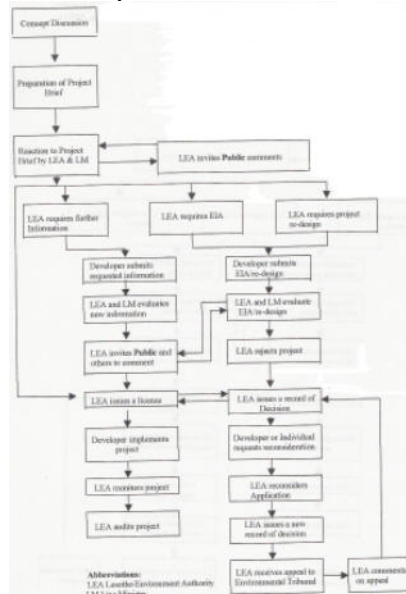 Concept Discussion
Preparation of Project
Brief
Reaction to Project
Brief by LEA & LM
LEA invites Public comments
LEA requires further
Information
LEA requires EIA
LEA requires project
re-design
Developer submits
requested information
Developer submits
EIA/re-design
LEA and LM evaluates
new information
LEA and LM evaluate
EIA/re-design
LEA invites Public and
others to comment
LEA rejects project
LEA issues a license
LEA issues a record of
Decision
Developer implements
project
Developer or Individual
requests reconsideration
LEA monitors project
LEA reconsiders
Application
LEA audits project
LEA issues a new
record of decision
LEA receives appeal to
Environmental Tribunal
LEA comments
on appeal
Abbreviations:
LEA Lesotho Environment Authority